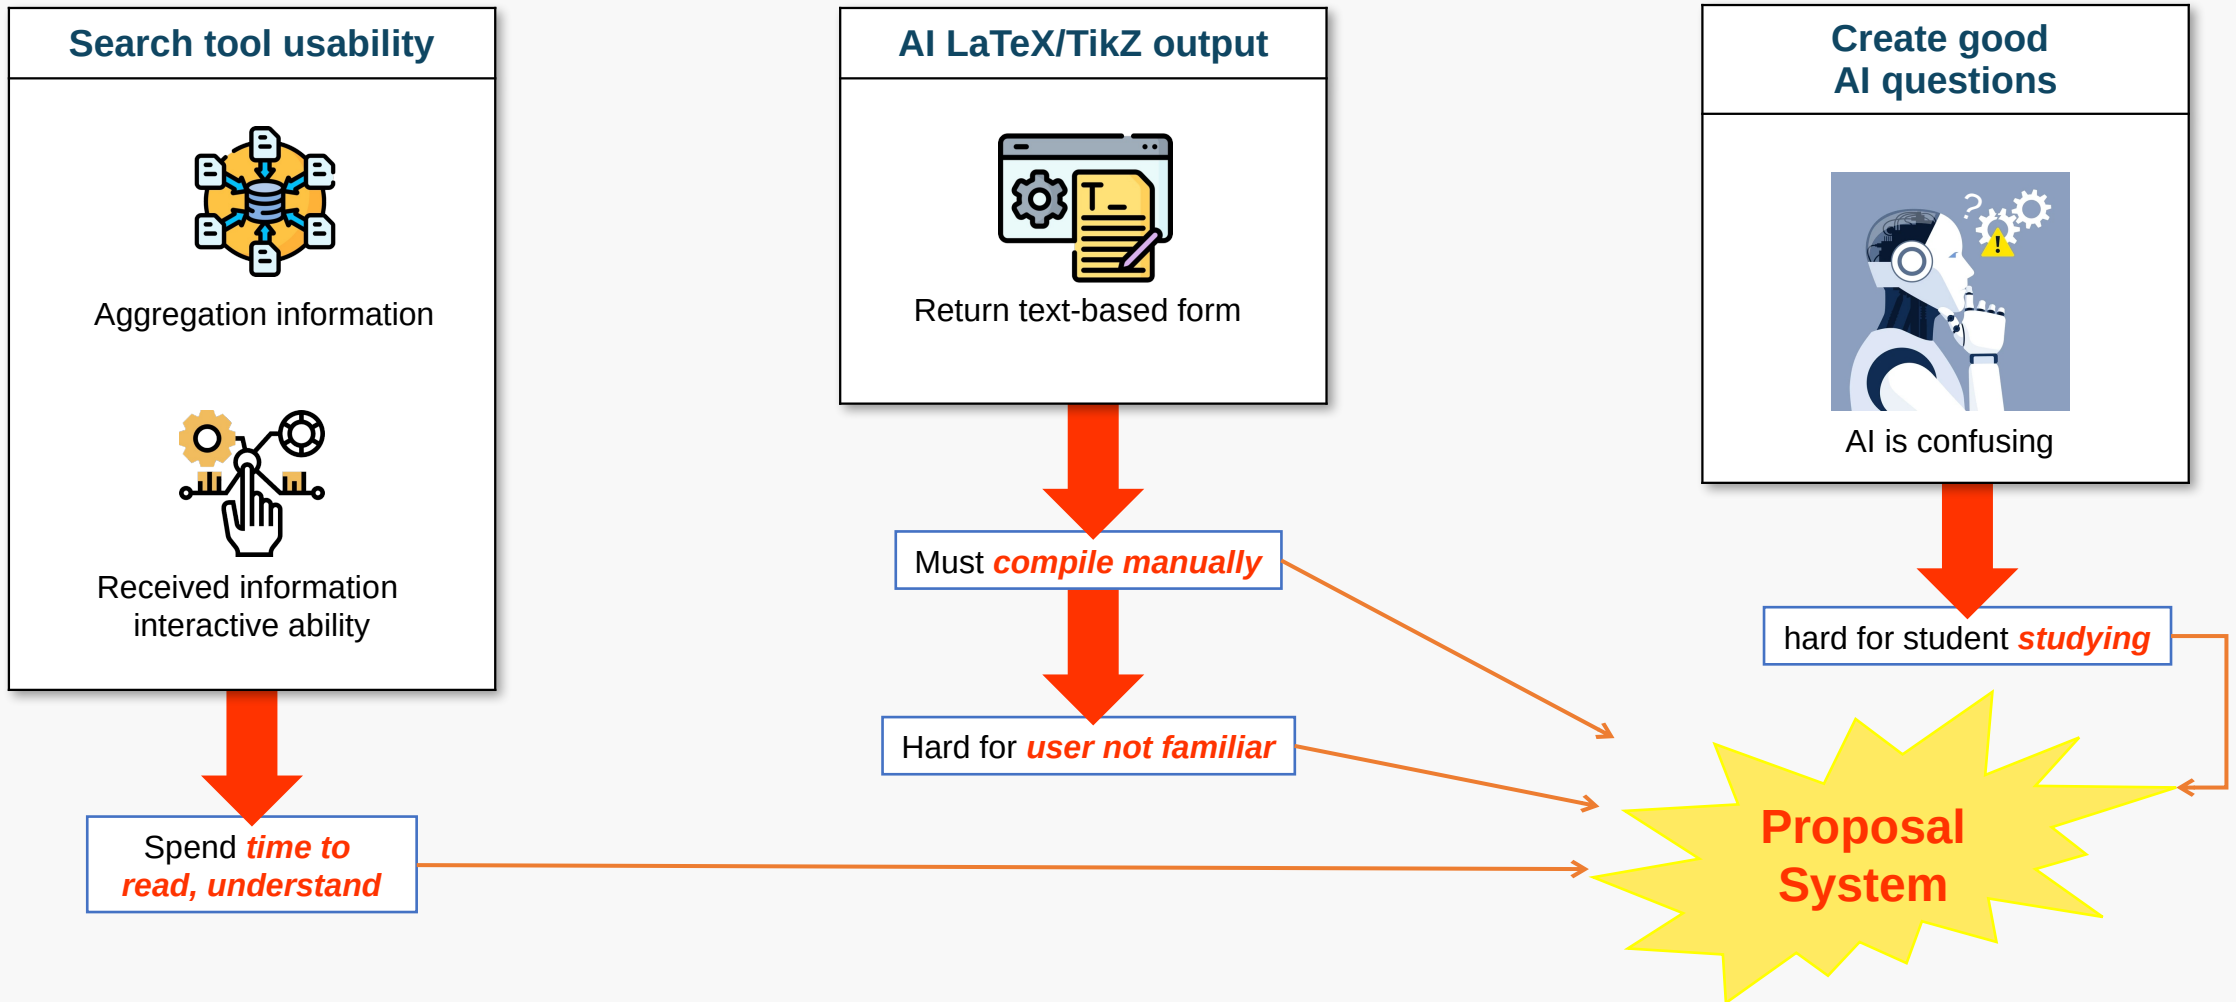 Search tool usability
Aggregation information
Received information
interactive ability
Spend time to
read, understand
AI LaTeX/TikZ output
T
Return text-based form
Must compile manually
Hard for user not familiar
Create good
AI questions
?
!
AI is confusing
hard for student studying
Proposal
System